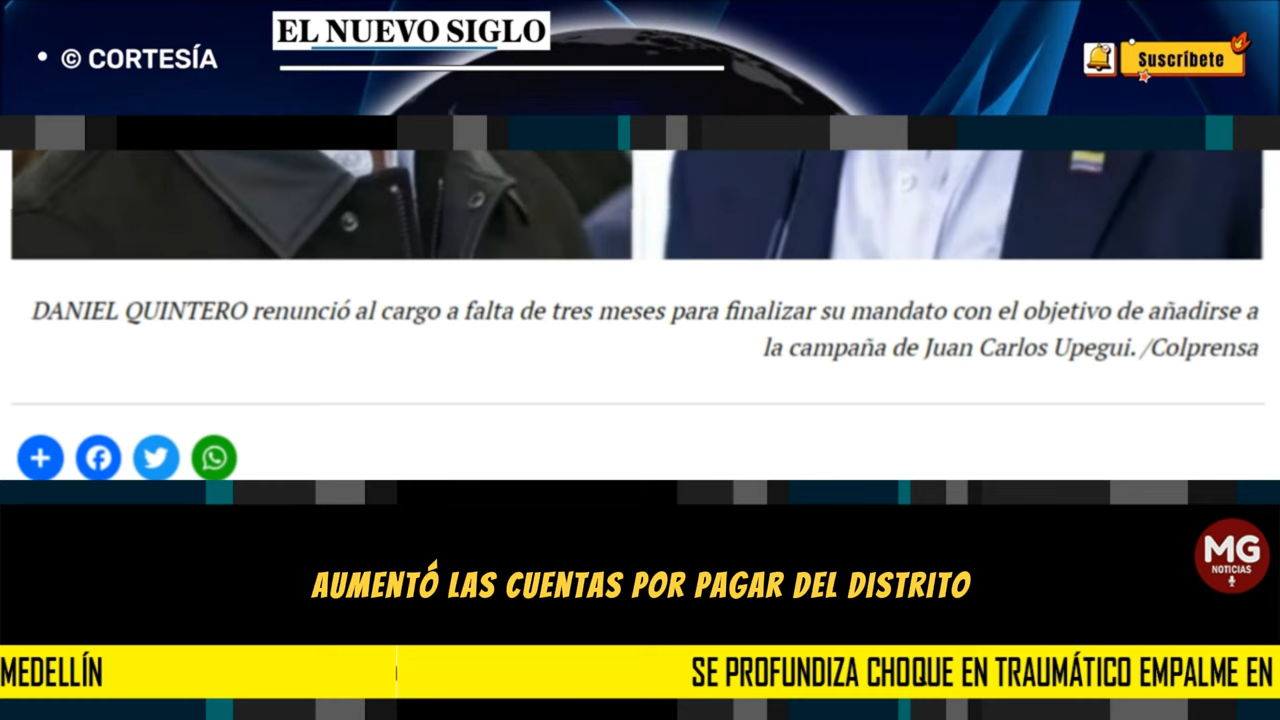 EL NUEVO SIGLO
• © CORTESÍA
Suscríbete
DANIEL QUINTERO renunció al cargo a falta de tres meses para finalizar su mandato con el objetivo de añadirse a
la campaña de Juan Carlos Upegui. /Colprensa
MG
NOTICIAS
AUMENTÓ LAS CUENTAS POR PAGAR DEL DISTRITO
MEDELLÍN
SE PROFUNDIZA CHOQUE EN TRAUMÁTICO EMPALME EN